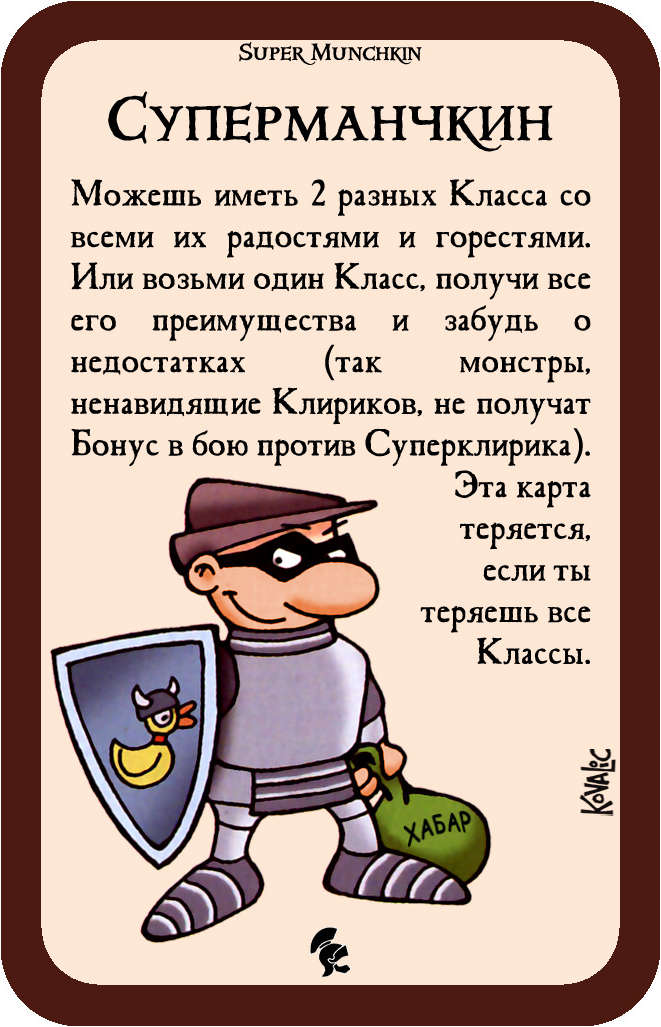 Super Munchkin
Суперманчкин
Можешь иметь 2 разных Класса со
всеми их радостями и горестями.
Или возьми один Класс, получи все
его преимущества и забудь о
недостатках (так монстры,
ненавидящие Клириков, не получат
Бонус в бою против Суперклирика).
Эта карта
теряется,
если ты
теряешь все
Классы.
ХАБАР
Kovalic